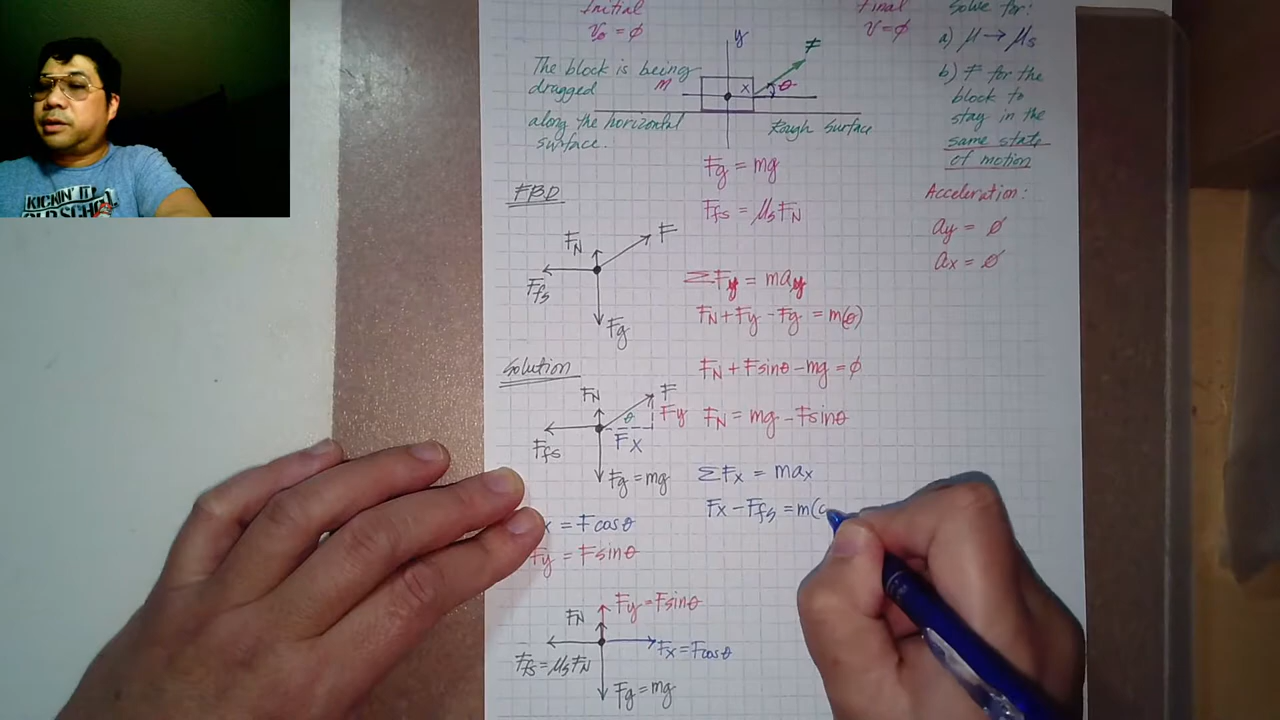 Initial
v₀ = ∅
Final
v = ∅
Solve for:
a) μ → μs
b) F for the
block to
stay in the
same state
of motion
The block is being
dragged
along the horizontal
surface.
m
y
x
F
θ
Rough Surface
Fg = mg
Ffs = μsFN
Acceleration:
ay = ∅
ax = ∅
FBD
FN
F
Ffs
Fg
ΣFy = may
FN + Fy - Fg = m(∅)
FN + Fsinθ - mg = ∅
FN = mg - Fsinθ
Solution
FN
F
θ
Fy
Ffs
Fx
Fg = mg
ΣFx = max
Fx - Ffs = m(
x = Fcosθ
Fy = Fsinθ
FN
Fy = Fsinθ
Ffs = μsFN
Fx = Fcosθ
Fg = mg
KICKIN' IT
OLD SCHOOL